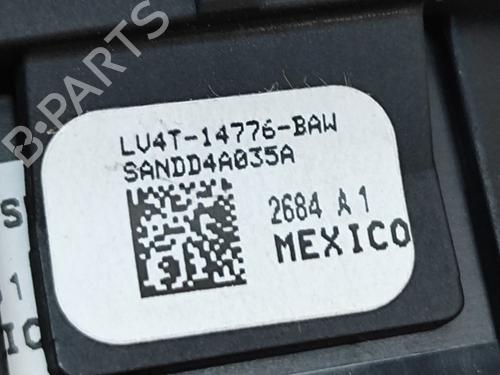 B-PARTS
LV4T-14776-BAW
SANDD4A035A
2684 A 1
MEXICO